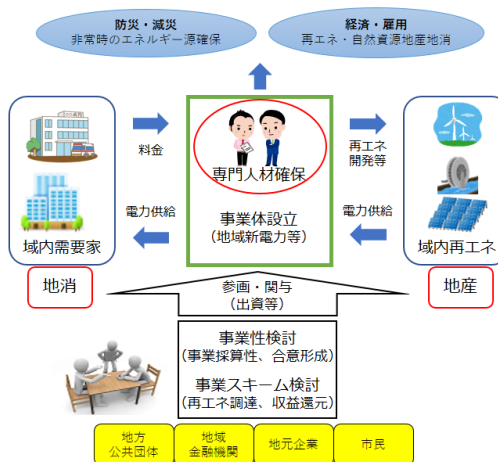 防災・減災
非常時のエネルギー源確保
経済・雇用
再エネ・自然資源地産地消
料金
電力供給
域内需要家
地消
専門人材確保
事業体設立
(地域新電力等)
再エネ
開発等
電力供給
域内再エネ
地産
参画・関与
(出資等)
事業性検討
(事業採算性、合意形成)
事業スキーム検討
(再エネ調達、収益還元)
地方
公共団体
地域
金融機関
地元企業
市民